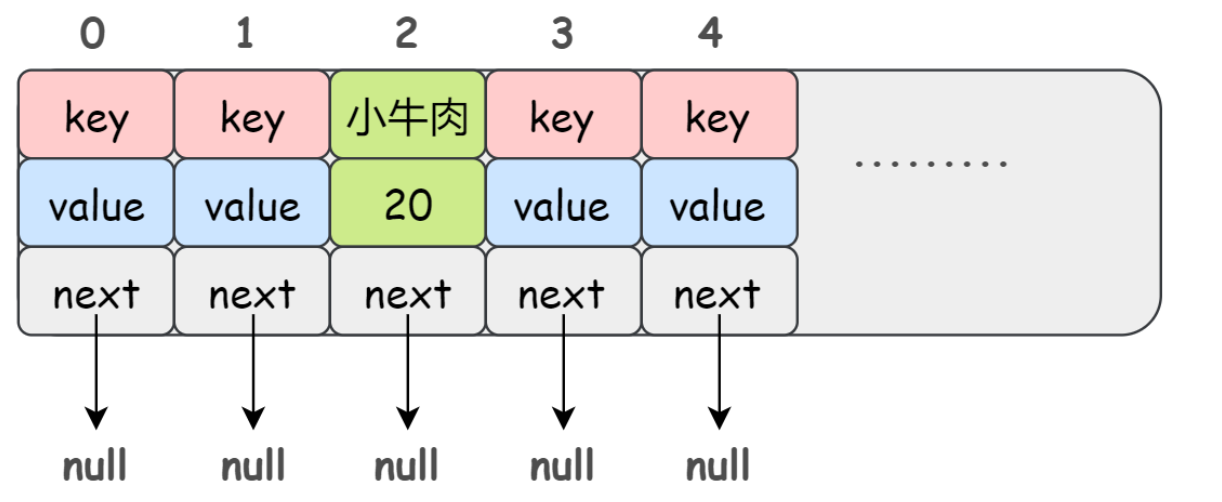 0 1 2 3 4
key key 小牛肉 key key
value value 20 value value
.........
next next next next next
null null null null null